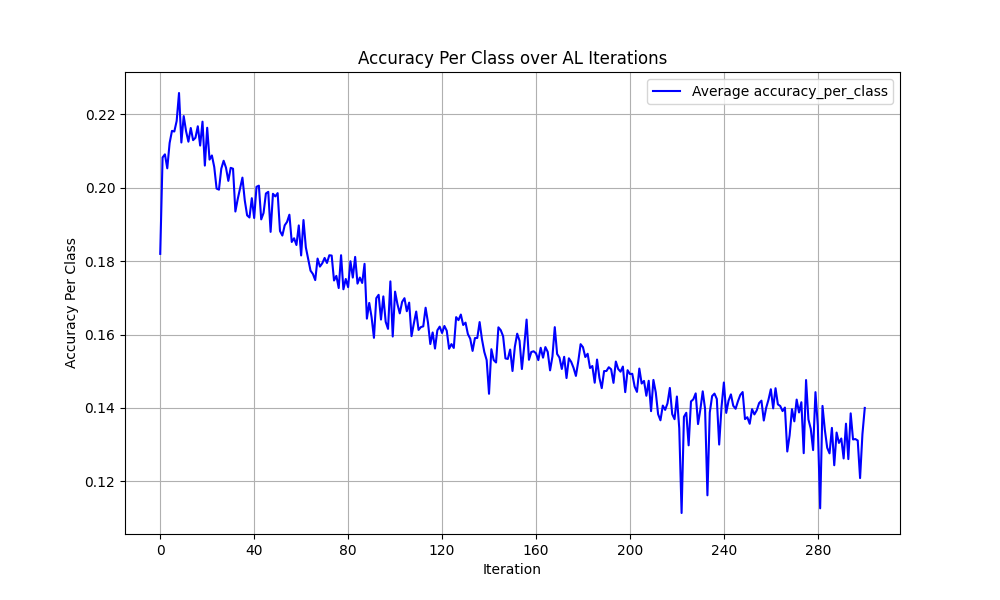 Accuracy Per Class over AL Iterations
Average accuracy_per_class
Accuracy Per Class
0.22
0.20
0.18
0.16
0.14
0.12
0 40 80 120 160 200 240 280
Iteration